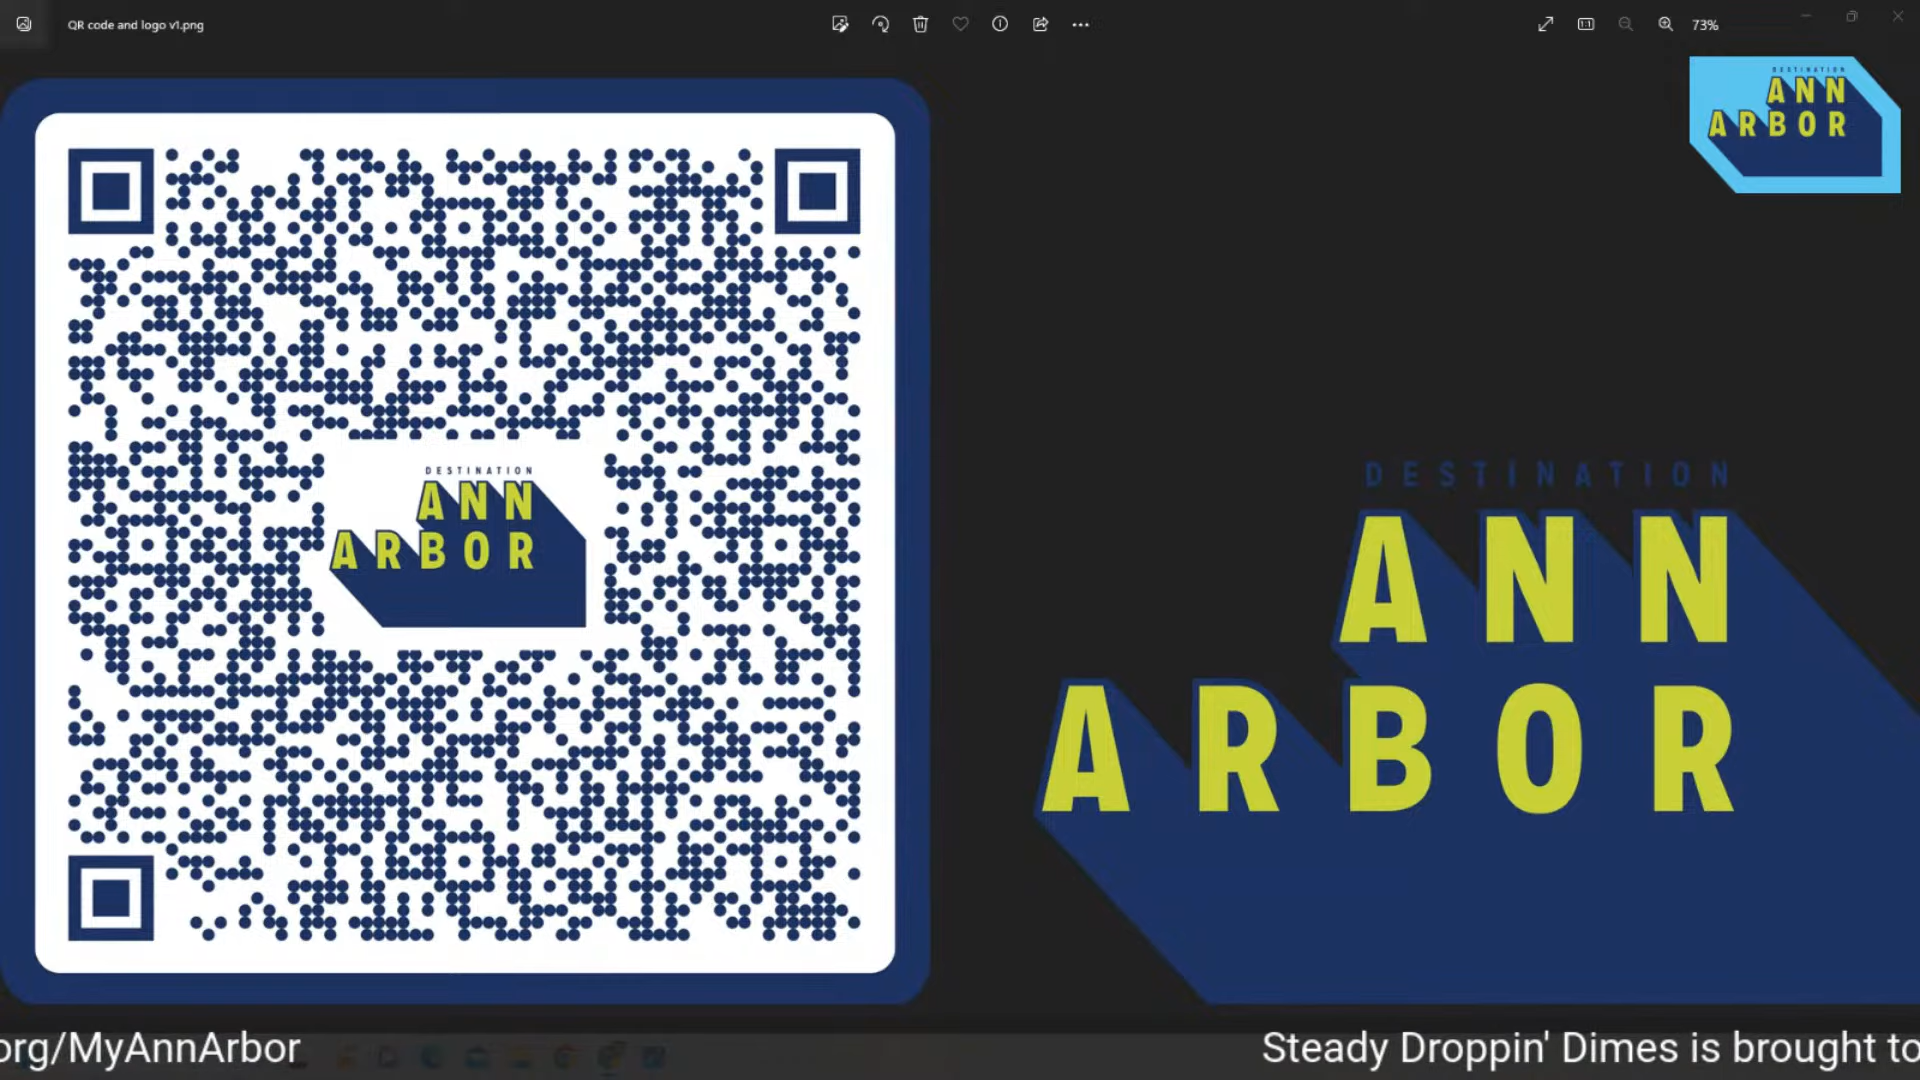 QR code and logo v1.png
73%
DESTINATION
ANN
ARBOR
DESTINATION
ANN
ARBOR
DESTINATION
ANN
ARBOR
org/MyAnnArbor
Steady Droppin' Dimes is brought to